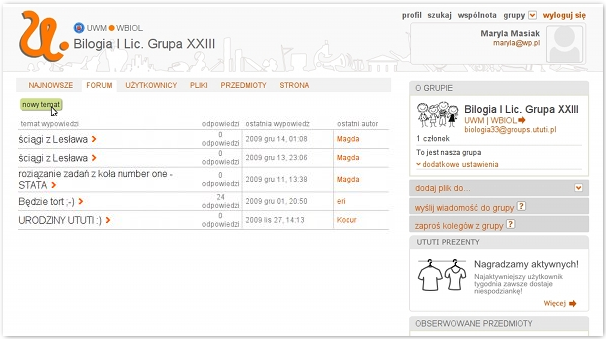 profil szukaj wspólnota grupy wyloguj się
UWM WBIOL
Bilogia I Lic. Grupa XXIII
Maryla Masiak
maryla@wp.pl
NAJNOWSZE FORUM UŻYTKOWNICY PLIKI PRZEDMIOTY STRONA
nowy temat
temat wypowiedzi odpowiedzi ostatnia wypowiedz ostatni autor
ściągi z Lesława 0 odpowiedzi 2009 gru 14, 01:08 Magda
ściągi z Lesława 0 odpowiedzi 2009 gru 13, 23:06 Magda
rozwiązanie zadań z koła number one -
STATA 0 odpowiedzi 2009 gru 11, 13:38 Magda
Będzie tort ;-) 24 odpowiedzi 2009 gru 01, 20:50 eri
URODZINY UTUTI :) 0 odpowiedzi 2009 lis 27, 14:13 Kocur
O GRUPIE
Bilogia I Lic. Grupa XXIII
UWM | WBIOL
biologia33@groups.ututi.pl
1 członek
To jest nasza grupa
dodatkowe ustawienia
dodaj plik do...
wyślij wiadomość do grupy ?
zaproś kolegów z grupy ?
UTUTI PREZENTY
Nagradzamy aktywnych!
Najaktywniejszy użytkownik
tygodnia zawsze dostaje
niespodziankę!
Więcej
OBSERWOWANE PRZEDMIOTY